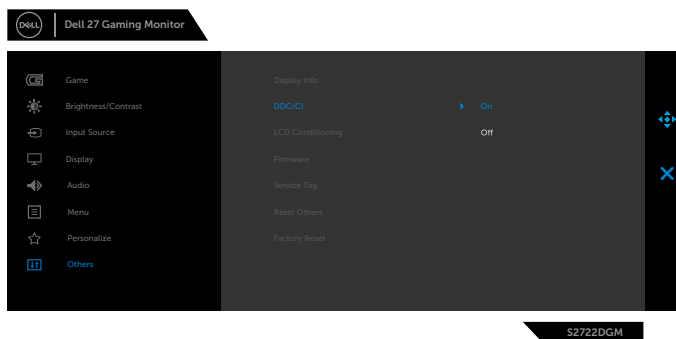 DELL Dell 27 Gaming Monitor
Game Display Info
Brightness/Contrast DDC/CI On
Input Source LCD Conditioning Off
Display Firmware
Audio Service Tag
Menu Reset Others
Personalize Factory Reset
Others
S2722DGM